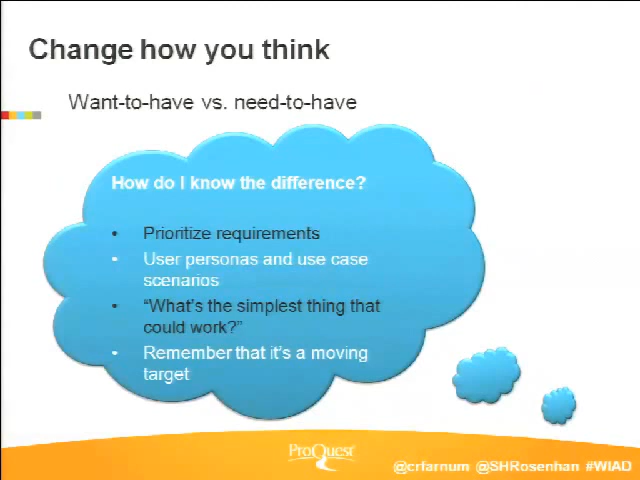 Change how you think
Want-to-have vs. need-to-have
How do I know the difference?
• Prioritize requirements
• User personas and use case
scenarios
• “What’s the simplest thing that
could work?”
• Remember that it’s a moving
target
ProQuest
@crfarnum @SHRosenhan #WIAD